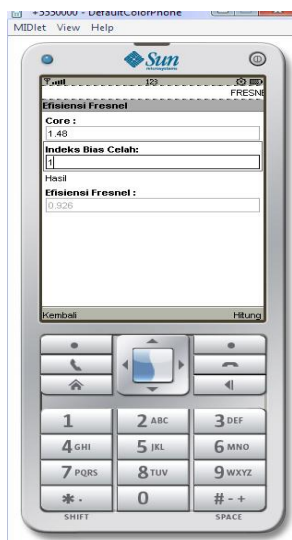 +5550000 - DefaultColorPhone
MIDlet View Help
Sun
microsystems
123
FRESNE
Efisiensi Fresnel
Core :
1.48
Indeks Bias Celah:
1
Hasil
Efisiensi Fresnel :
0.926
Kembali Hitung
1 2 ABC 3 DEF
4 GHI 5 JKL 6 MNO
7 PQRS 8 TUV 9 WXYZ
* . 0 # - +
SHIFT SPACE